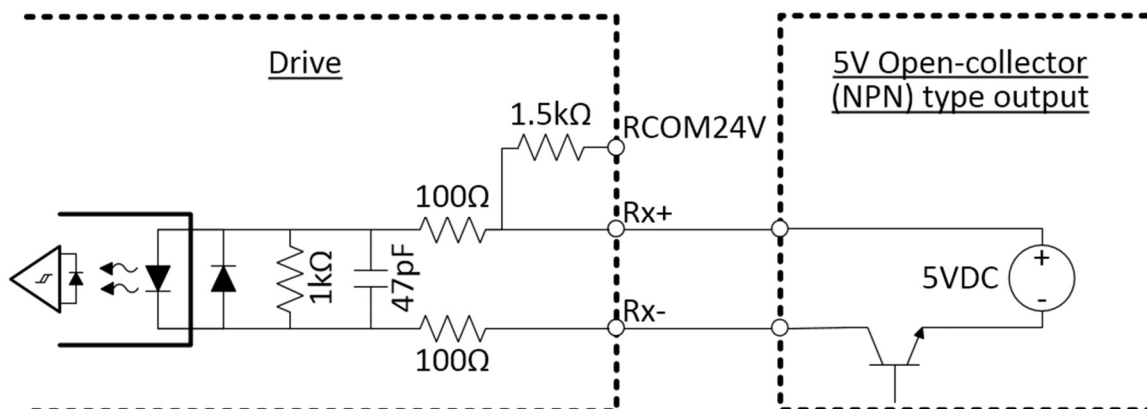 Drive
5V Open-collector
(NPN) type output
1.5kΩ
RCOM24V
100Ω
Rx+
1kΩ
47pF
5VDC
+
-
Rx-
100Ω